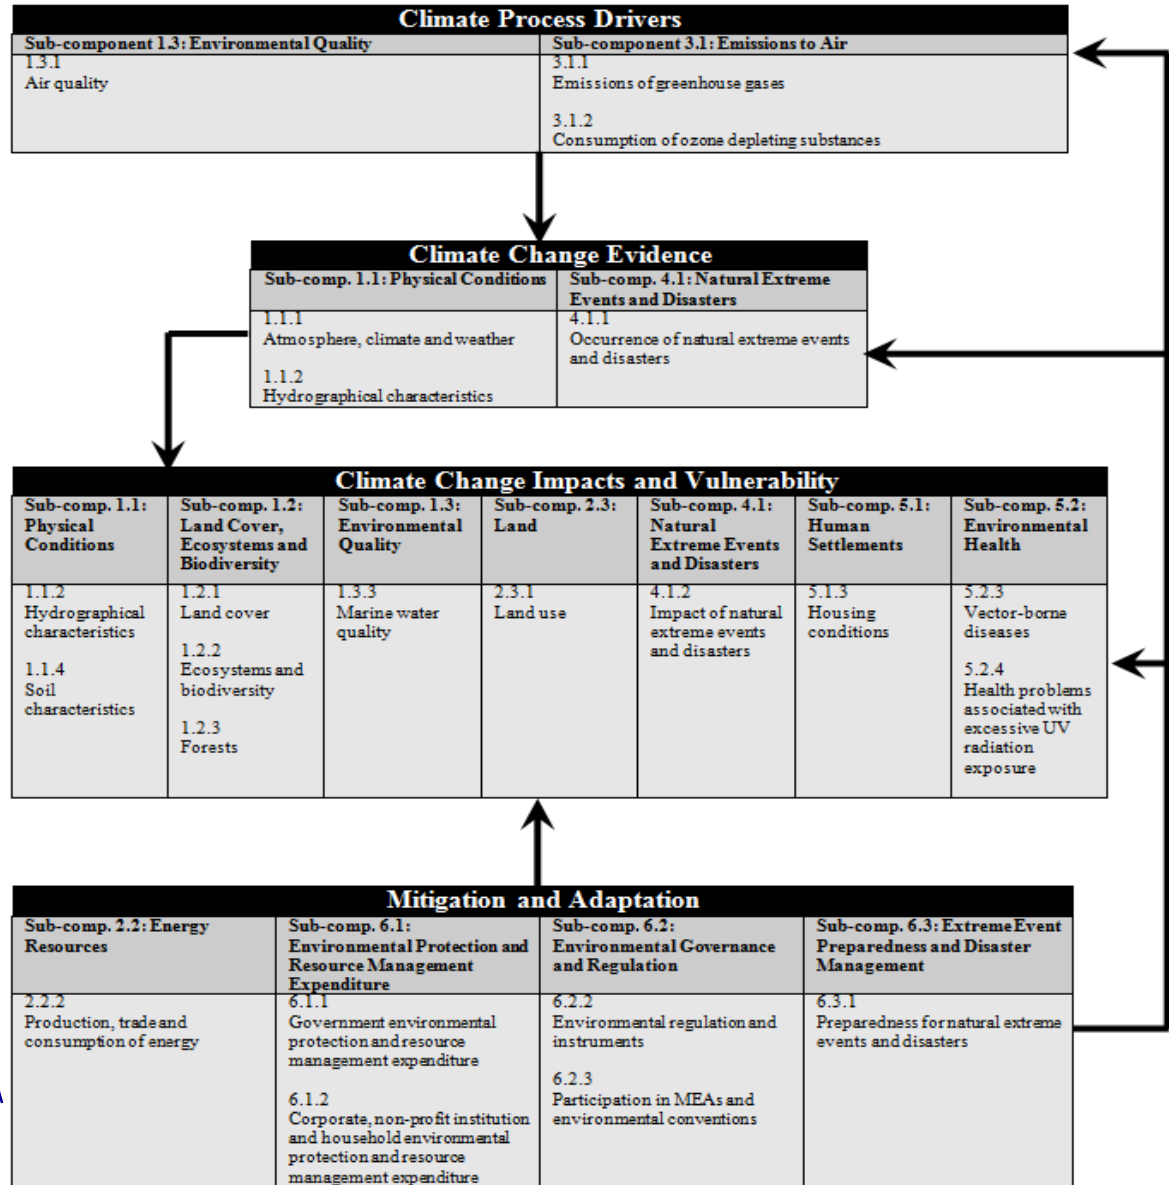 Climate Process Drivers
Sub-component 1.3: Environmental Quality
1.3.1
Air quality
Sub-component 3.1: Emissions to Air
3.1.1
Emissions of greenhouse gases
3.1.2
Consumption of ozone depleting substances
Climate Change Evidence
Sub-comp. 1.1: Physical Conditions
1.1.1
Atmosphere, climate and weather
1.1.2
Hydrographical characteristics
Sub-comp. 4.1: Natural Extreme
Events and Disasters
4.1.1
Occurrence of natural extreme events
and disasters
Climate Change Impacts and Vulnerability
Sub-comp. 1.1:
Physical
Conditions
1.1.2
Hydrographical
characteristics
1.1.4
Soil
characteristics
Sub-comp. 1.2:
Land Cover,
Ecosystems and
Biodiversity
1.2.1
Land cover
1.2.2
Ecosystems and
biodiversity
1.2.3
Forests
Sub-comp. 1.3:
Environmental
Quality
1.3.3
Marine water
quality
Sub-comp. 2.3:
Land
2.3.1
Land use
Sub-comp. 4.1:
Natural
Extreme Events
and Disasters
4.1.2
Impact of natural
extreme events
and disasters
Sub-comp. 5.1:
Human
Settlements
5.1.3
Housing
conditions
Sub-comp. 5.2:
Environmental
Health
5.2.3
Vector-borne
diseases
5.2.4
Health problems
associated with
excessive UV
radiation
exposure
Mitigation and Adaptation
Sub-comp. 2.2: Energy
Resources
2.2.2
Production, trade and
consumption of energy
Sub-comp. 6.1:
Environmental Protection and
Resource Management
Expenditure
6.1.1
Government environmental
protection and resource
management expenditure
6.1.2
Corporate, non-profit institution
and household environmental
protection and resource
management expenditure
Sub-comp. 6.2:
Environmental Governance
and Regulation
6.2.2
Environmental regulation and
instruments
6.2.3
Participation in MEAs and
environmental conventions
Sub-comp. 6.3: Extreme Event
Preparedness and Disaster
Management
6.3.1
Preparedness for natural extreme
events and disasters